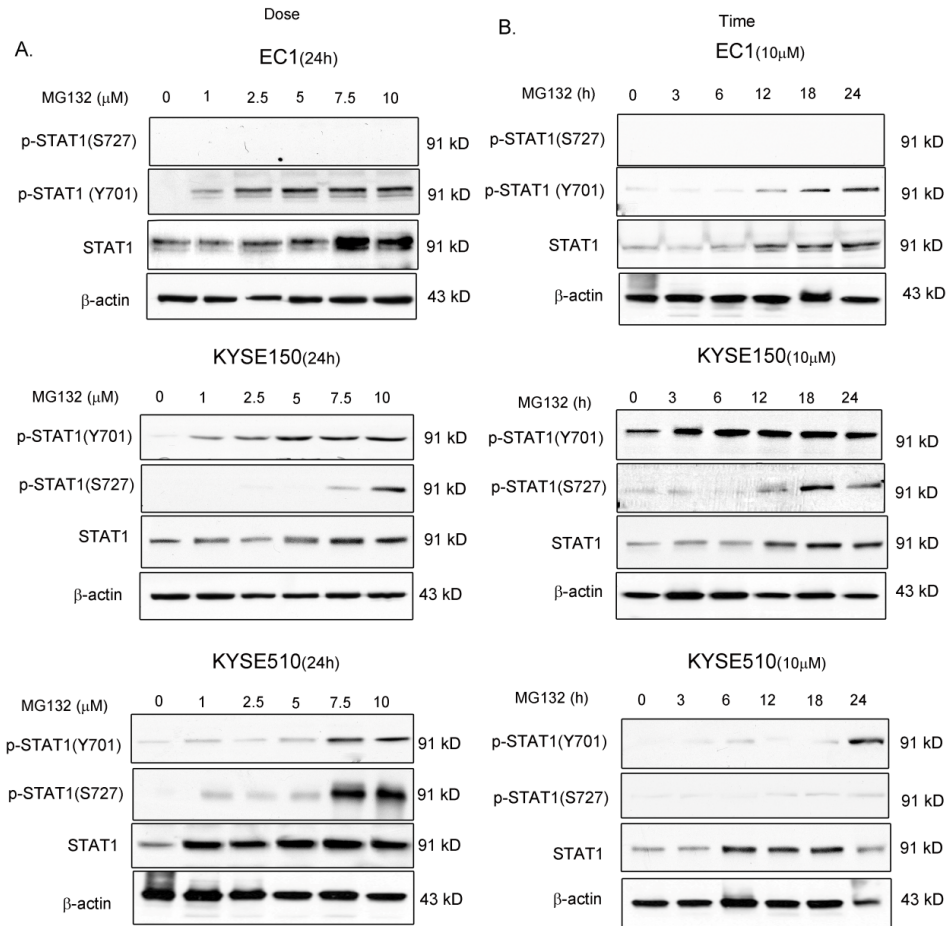 Dose
A.
EC1(24h)
MG132 (μM) 0 1 2.5 5 7.5 10
p-STAT1(S727) 91 kD
p-STAT1 (Y701) 91 kD
STAT1 91 kD
β-actin 43 kD
KYSE150(24h)
MG132 (μM) 0 1 2.5 5 7.5 10
p-STAT1(Y701) 91 kD
p-STAT1(S727) 91 kD
STAT1 91 kD
β-actin 43 kD
KYSE510(24h)
MG132 (μM) 0 1 2.5 5 7.5 10
p-STAT1(Y701) 91 kD
p-STAT1(S727) 91 kD
STAT1 91 kD
β-actin 43 kD
Time
B.
EC1(10μM)
MG132 (h) 0 3 6 12 18 24
p-STAT1(S727) 91 kD
p-STAT1 (Y701) 91 kD
STAT1 91 kD
β-actin 43 kD
KYSE150(10μM)
MG132 (h) 0 3 6 12 18 24
p-STAT1(Y701) 91 kD
p-STAT1(S727) 91 kD
STAT1 91 kD
β-actin 43 kD
KYSE510(10μM)
MG132 (h) 0 3 6 12 18 24
p-STAT1(Y701) 91 kD
p-STAT1(S727) 91 kD
STAT1 91 kD
β-actin 43 kD